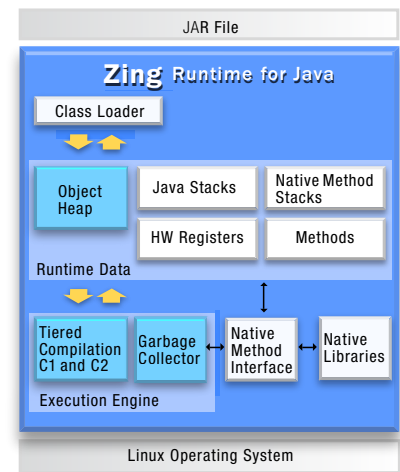 JAR File
Zing Runtime for Java
Class Loader
Object
Heap
Java Stacks
Native Method
Stacks
HW Registers
Methods
Runtime Data
Tiered
Compilation
C1 and C2
Garbage
Collector
Native
Method
Interface
Native
Libraries
Execution Engine
Linux Operating System